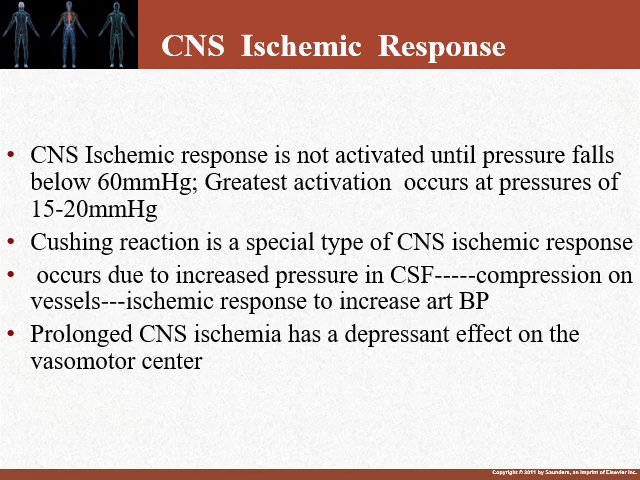 CNS Ischemic Response
• CNS Ischemic response is not activated until pressure falls
below 60mmHg; Greatest activation occurs at pressures of
15-20mmHg
• Cushing reaction is a special type of CNS ischemic response
• occurs due to increased pressure in CSF-----compression on
vessels---ischemic response to increase art BP
• Prolonged CNS ischemia has a depressant effect on the
vasomotor center
Copyright © 2011 by Saunders, an imprint of Elsevier Inc.